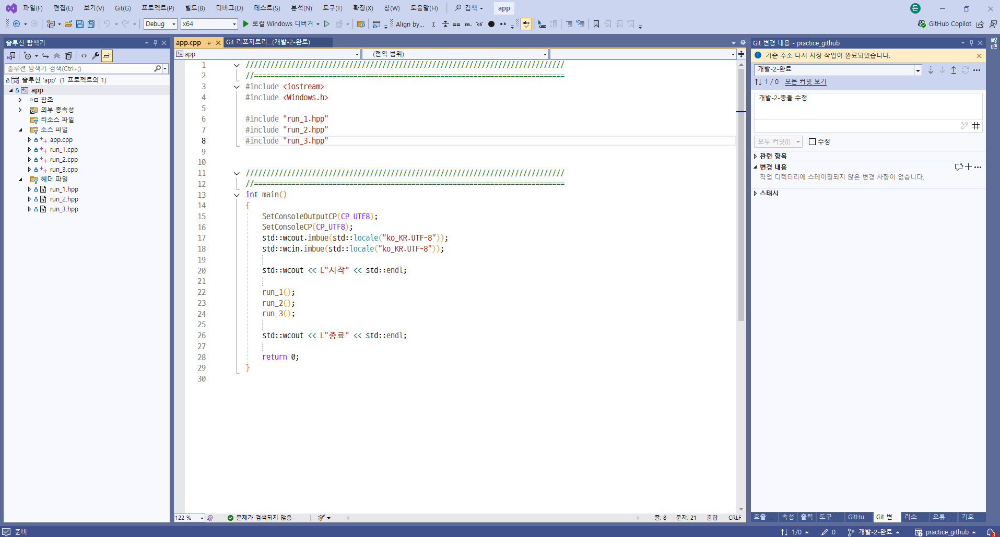 파일(F) 편집(E) 보기(V) Git(G) 프로젝트(P) 빌드(B) 디버그(D) 테스트(S) 분석(N) 도구(T) 확장(X) 창(W) 도움말(H) 검색 app 든
Debug x64 로컬 Windows 디버거 Align by... GitHub Copilot
솔루션 탐색기
솔루션 탐색기 검색(Ctrl+;)
솔루션 'app' (1 프로젝트의 1)
app
참조
외부 종속성
리소스 파일
소스 파일
app.cpp
run_1.cpp
run_2.cpp
run_3.cpp
헤더 파일
run_1.hpp
run_2.hpp
run_3.hpp
app.cpp Git 리포지토리...(개발-2-완료)
app (전역 범위)
1 //////////////////////////////////////////////////////////////////////////////
2 //============================================================================
3 #include <iostream>
4 #include <Windows.h>
5
6 #include "run_1.hpp"
7 #include "run_2.hpp"
8 #include "run_3.hpp"
9
10
11 //////////////////////////////////////////////////////////////////////////////
12 //============================================================================
13 int main()
14 {
15 SetConsoleOutputCP(CP_UTF8);
16 SetConsoleCP(CP_UTF8);
17 std::wcout.imbue(std::locale("ko_KR.UTF-8"));
18 std::wcin.imbue(std::locale("ko_KR.UTF-8"));
19
20 std::wcout << L"시작" << std::endl;
21
22 run_1();
23 run_2();
24 run_3();
25
26 std::wcout << L"종료" << std::endl;
27
28 return 0;
29 }
30
122 % 문제가 검색되지 않음 줄: 8 문자: 21 혼합 CRLF
Git 변경 내용 - practice_github
기준 주소 다시 지정 작업이 완료되었습니다.
개발-2-완료
1 / 0 모든 커밋 보기
개발-2-충돌 수정
모두 커밋(I) 수정
관련 항목
변경 내용
작업 디렉터리에 스테이징되지 않은 변경 사항이 없습니다.
스태시
호출... 속성 출력 도구... GitHu... Git 변... 리소... 오류... 기호...
알림
준비 1/0 0 개발-2-완료 practice_github 3